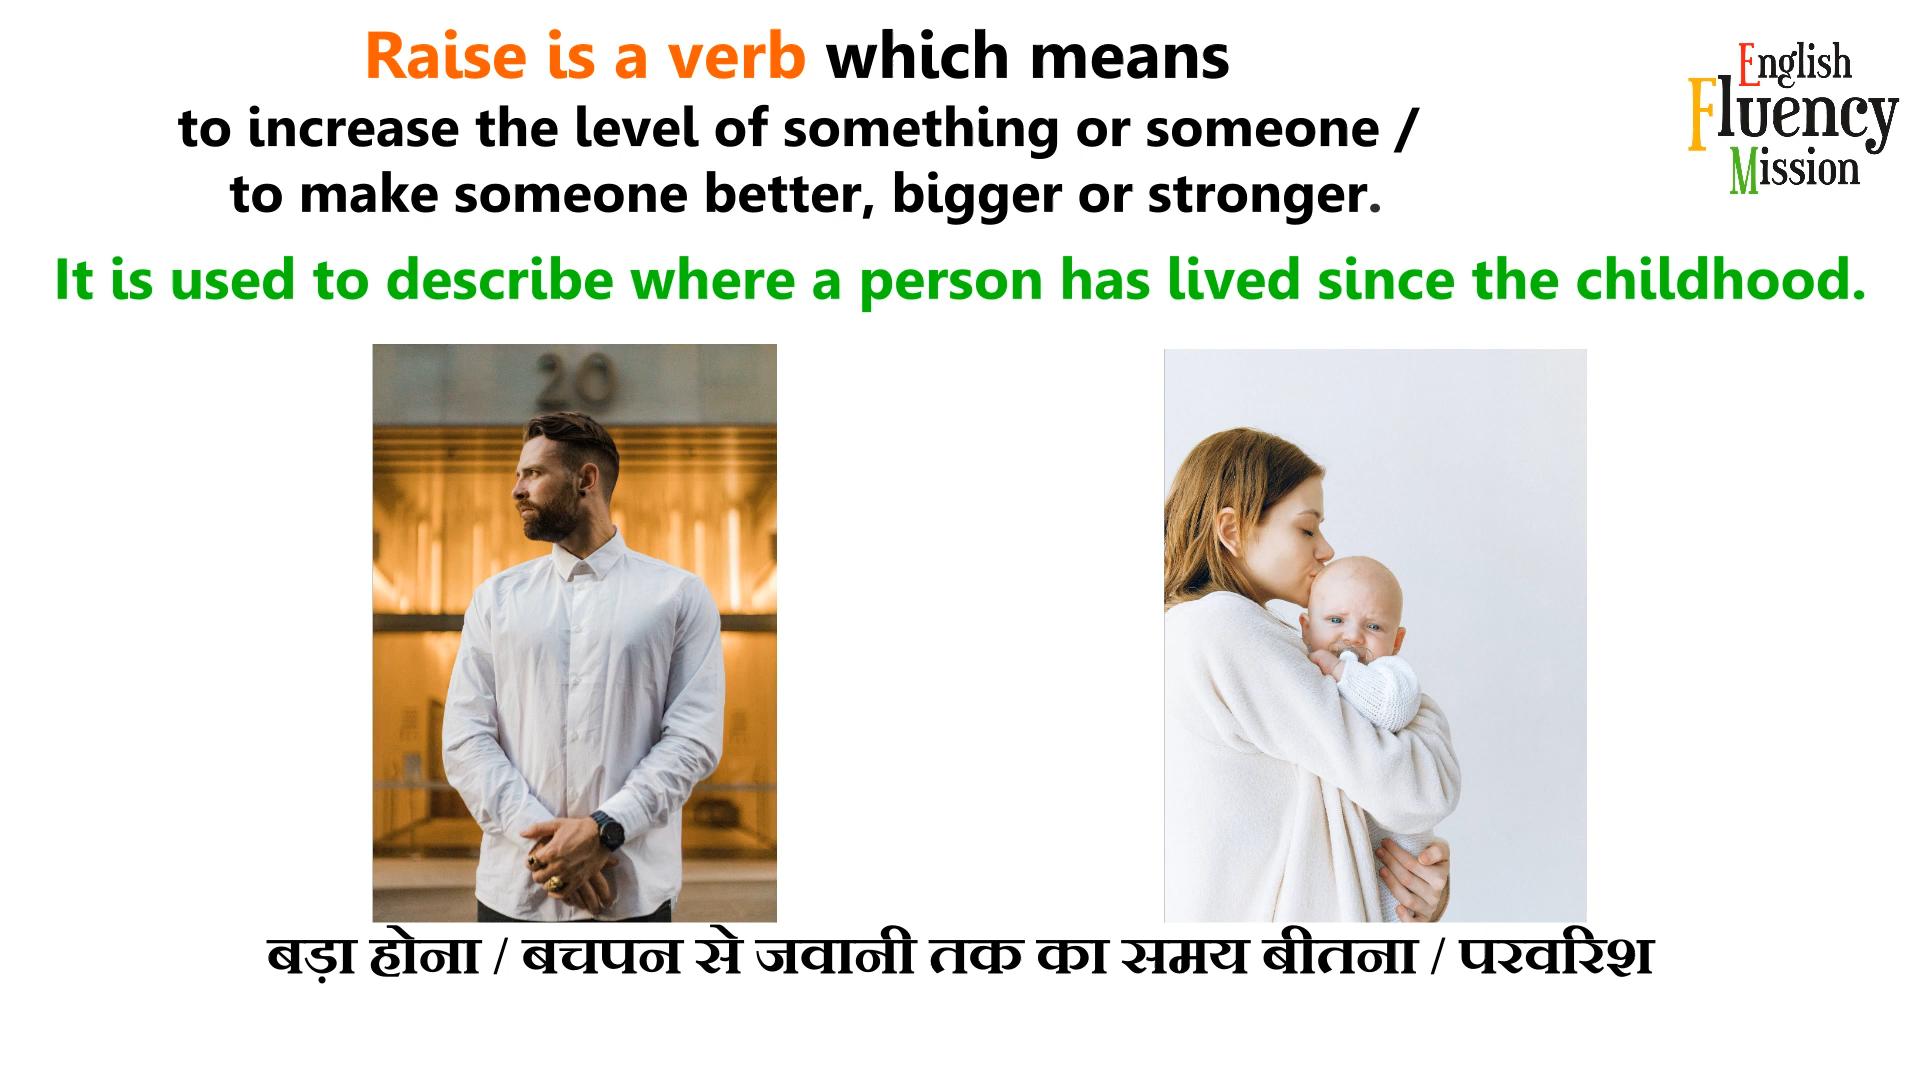 Raise is a verb which means
to increase the level of something or someone /
to make someone better, bigger or stronger.
English
Fluency
Mission
It is used to describe where a person has lived since the childhood.
20
बड़ा होना / बचपन से जवानी तक का समय बीतना / परवरिश